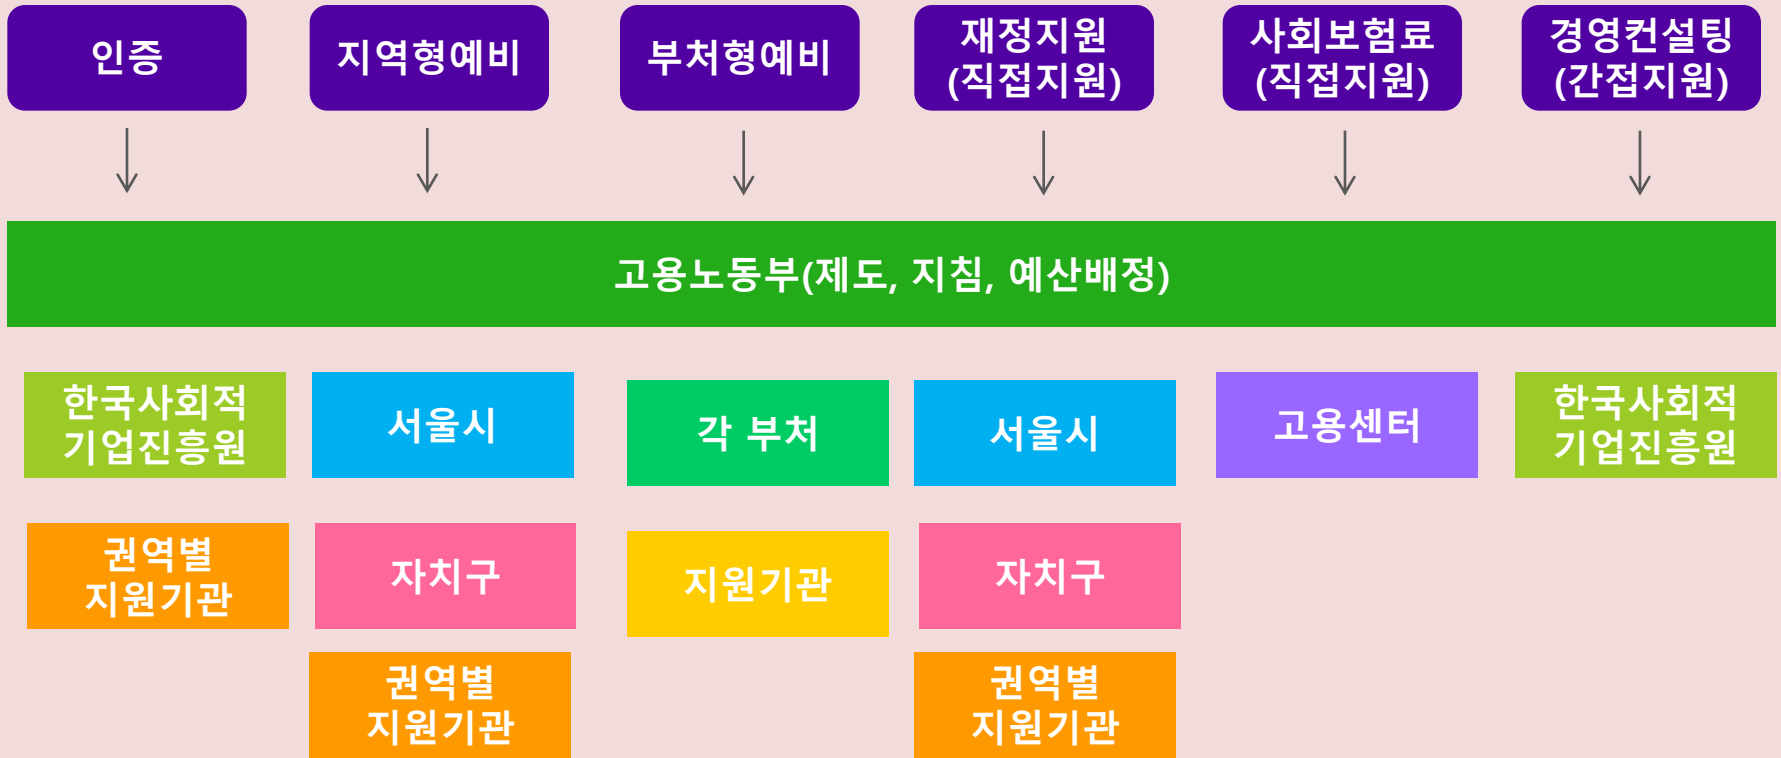 인증
지역형예비
부처형예비
재정지원
(직접지원)
사회보험료
(직접지원)
경영컨설팅
(간접지원)
고용노동부(제도, 지침, 예산배정)
한국사회적
기업진흥원
서울시
각 부처
서울시
고용센터
한국사회적
기업진흥원
권역별
지원기관
자치구
지원기관
자치구
권역별
지원기관
권역별
지원기관